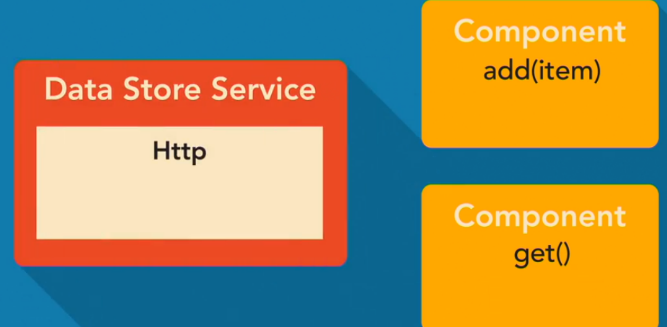 Data Store Service
Http
Component
add(item)
Component
get()